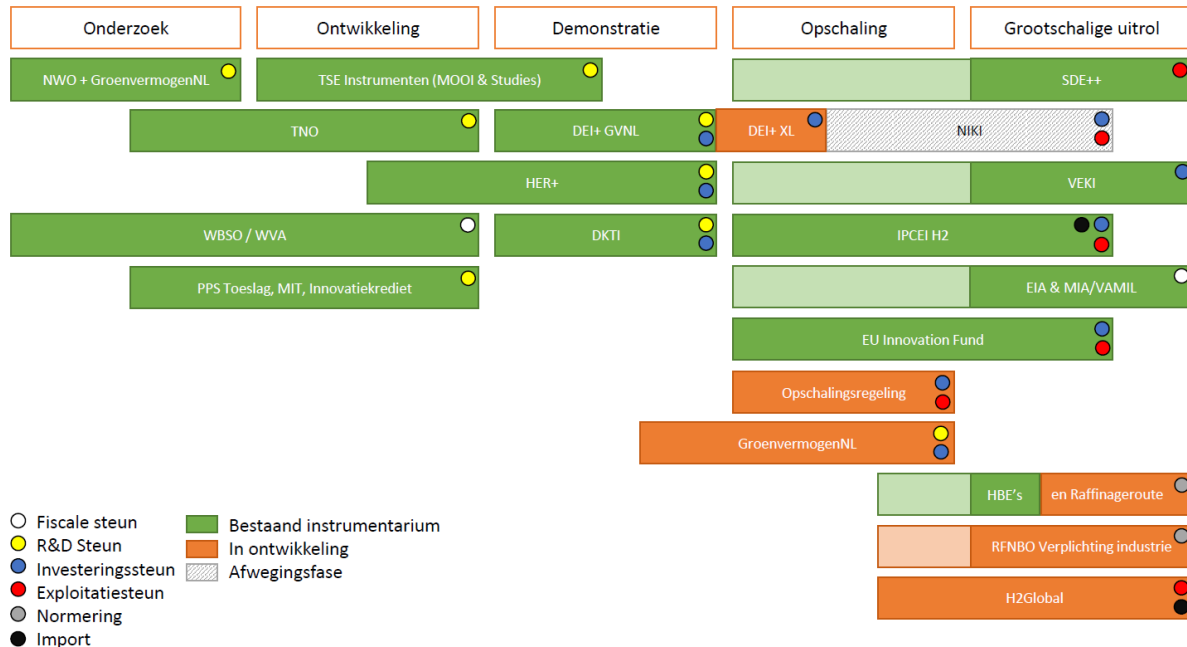 Onderzoek
Ontwikkeling
Demonstratie
Opschaling
Grootschalige uitrol
NWO + GroenvermogenNL
TSE Instrumenten (MOOI & Studies)
SDE++
TNO
DEI+ GVNL
DEI+ XL
NIKI
HER+
VEKI
WBSO / WVA
DKTI
IPCEI H2
PPS Toeslag, MIT, Innovatiekrediet
EIA & MIA/VAMIL
EU Innovation Fund
Opschalingsregeling
GroenvermogenNL
HBE's
en Raffinageroute
RFNBO Verplichting industrie
H2Global
Fiscale steun
R&D Steun
Investeringssteun
Exploitatiesteun
Normering
Import
Bestaand instrumentarium
In ontwikkeling
Afwegingsfase